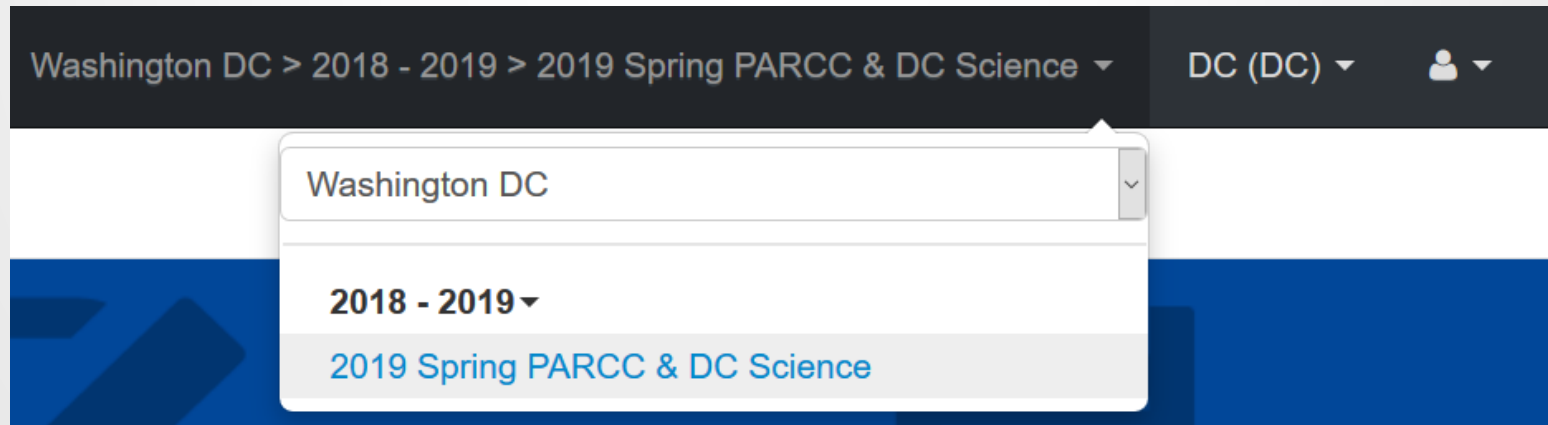 Washington DC > 2018 - 2019 > 2019 Spring PARCC & DC Science DC (DC)
Washington DC
2018 - 2019
2019 Spring PARCC & DC Science